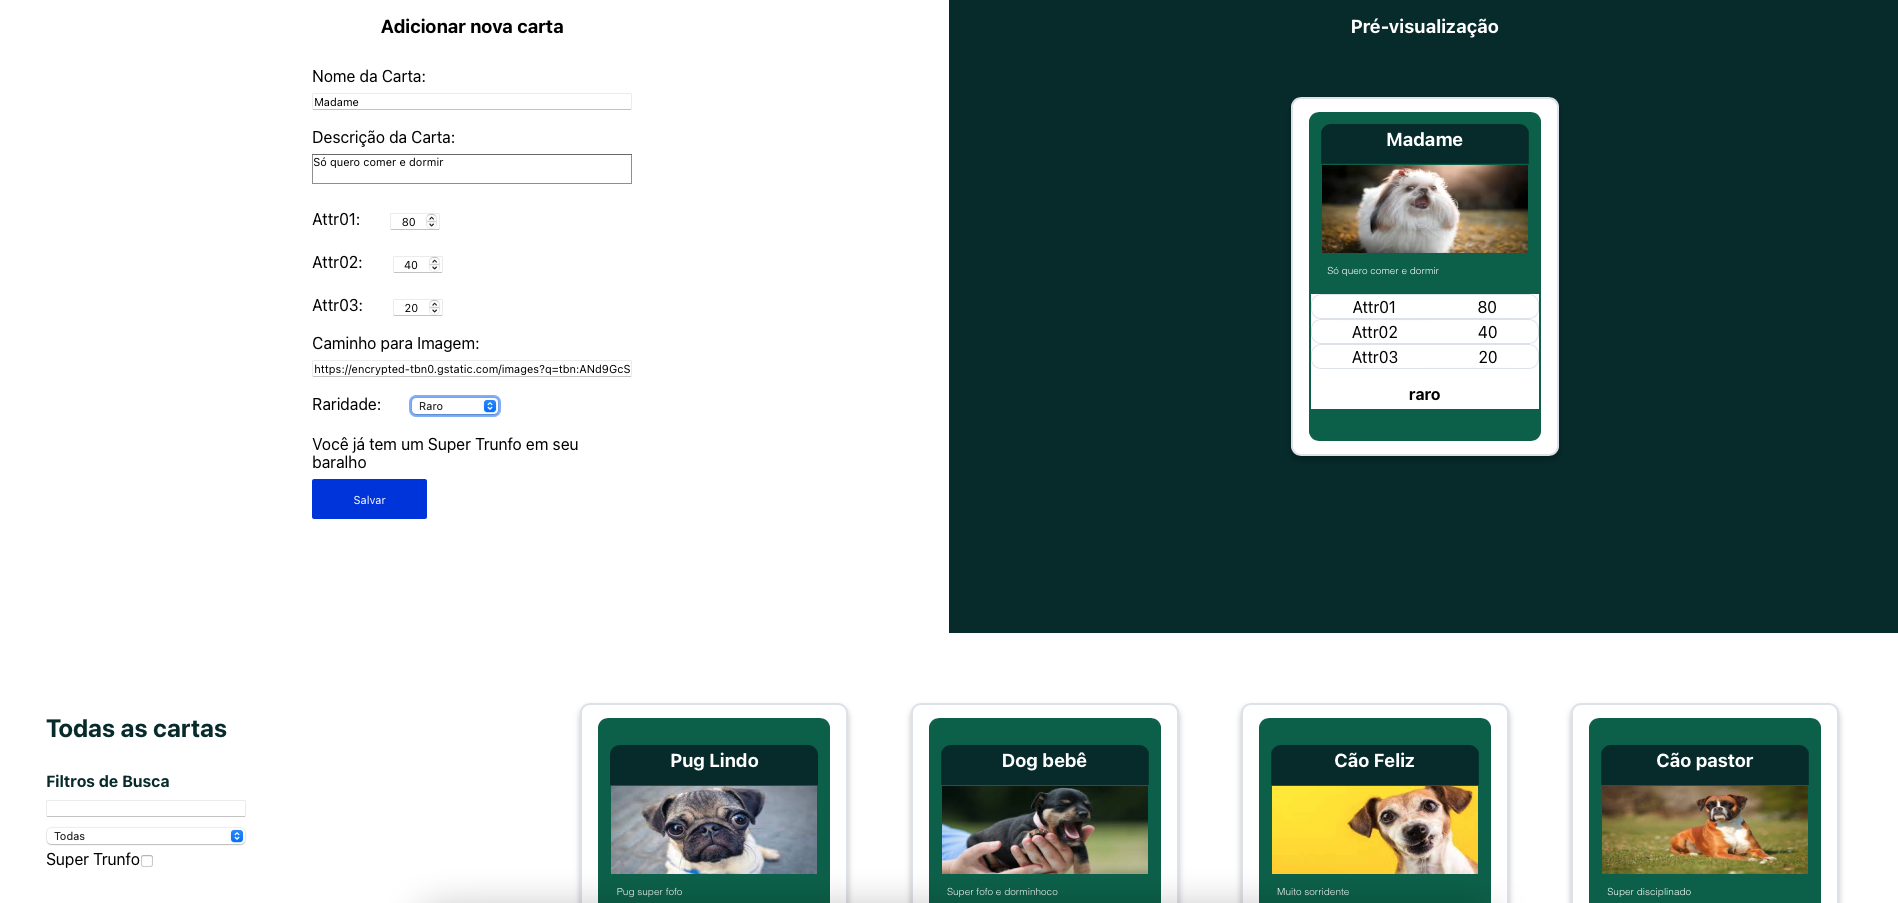 Adicionar nova carta
Nome da Carta:
Madame
Descrição da Carta:
Só quero comer e dormir
Attr01: 80
Attr02: 40
Attr03: 20
Caminho para Imagem:
https://encrypted-tbn0.gstatic.com/images?q=tbn:ANd9GcS
Raridade: Raro
Você já tem um Super Trunfo em seu
baralho
Salvar
Pré-visualização
Madame
Só quero comer e dormir
Attr01 80
Attr02 40
Attr03 20
raro
Todas as cartas
Filtros de Busca
Todas
Super Trunfo
Pug Lindo
Pug super fofo
Dog bebê
Super fofo e dorminhoco
Cão Feliz
Muito sorridente
Cão pastor
Super disciplinado